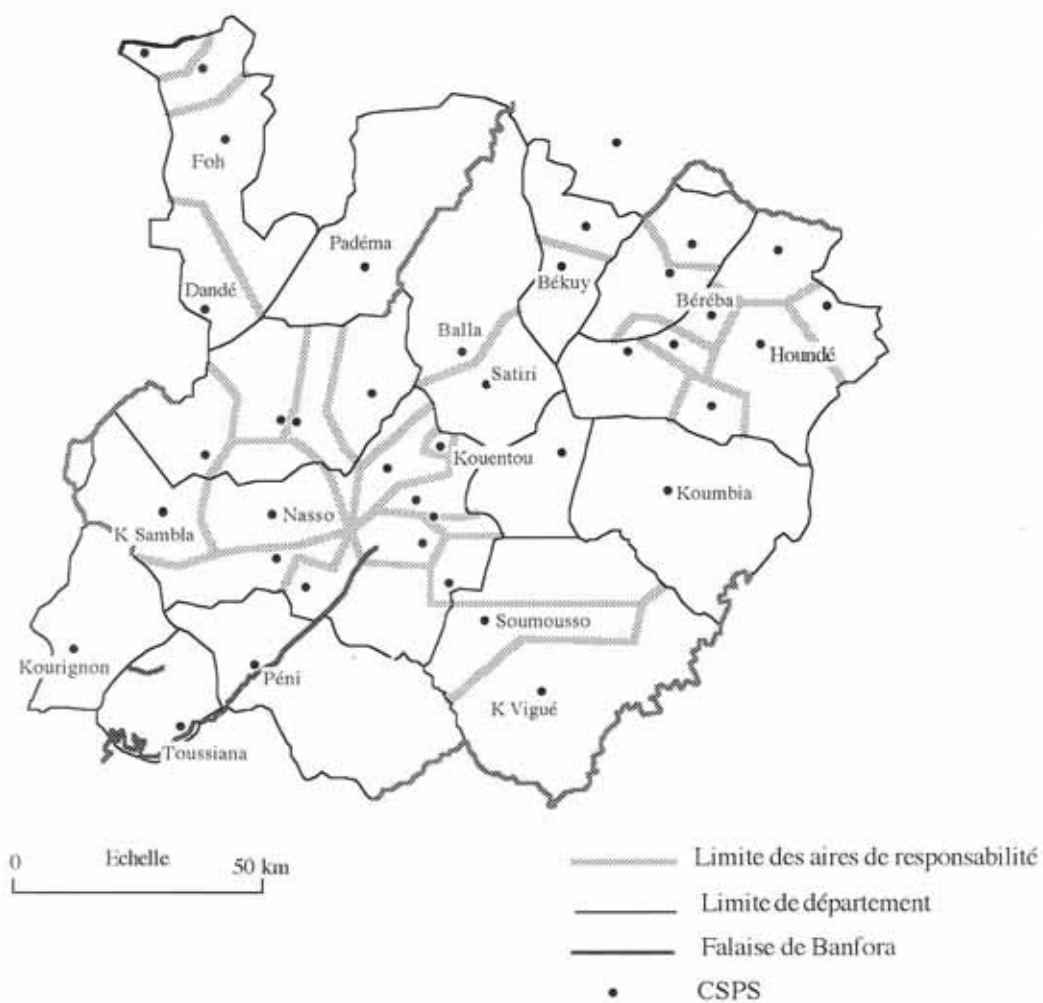 Foh
Padéma
Dandé
Békuy
Béréba
Balla
Houndé
Satiri
Kouentou
Koumbia
Nasso
K Sambla
Soumousso
Kourignon
Péni
K Vigué
Toussiana
0 Echelle 50 km
Limite des aires de responsabilité
Limite de département
Falaise de Banfora
CSPS